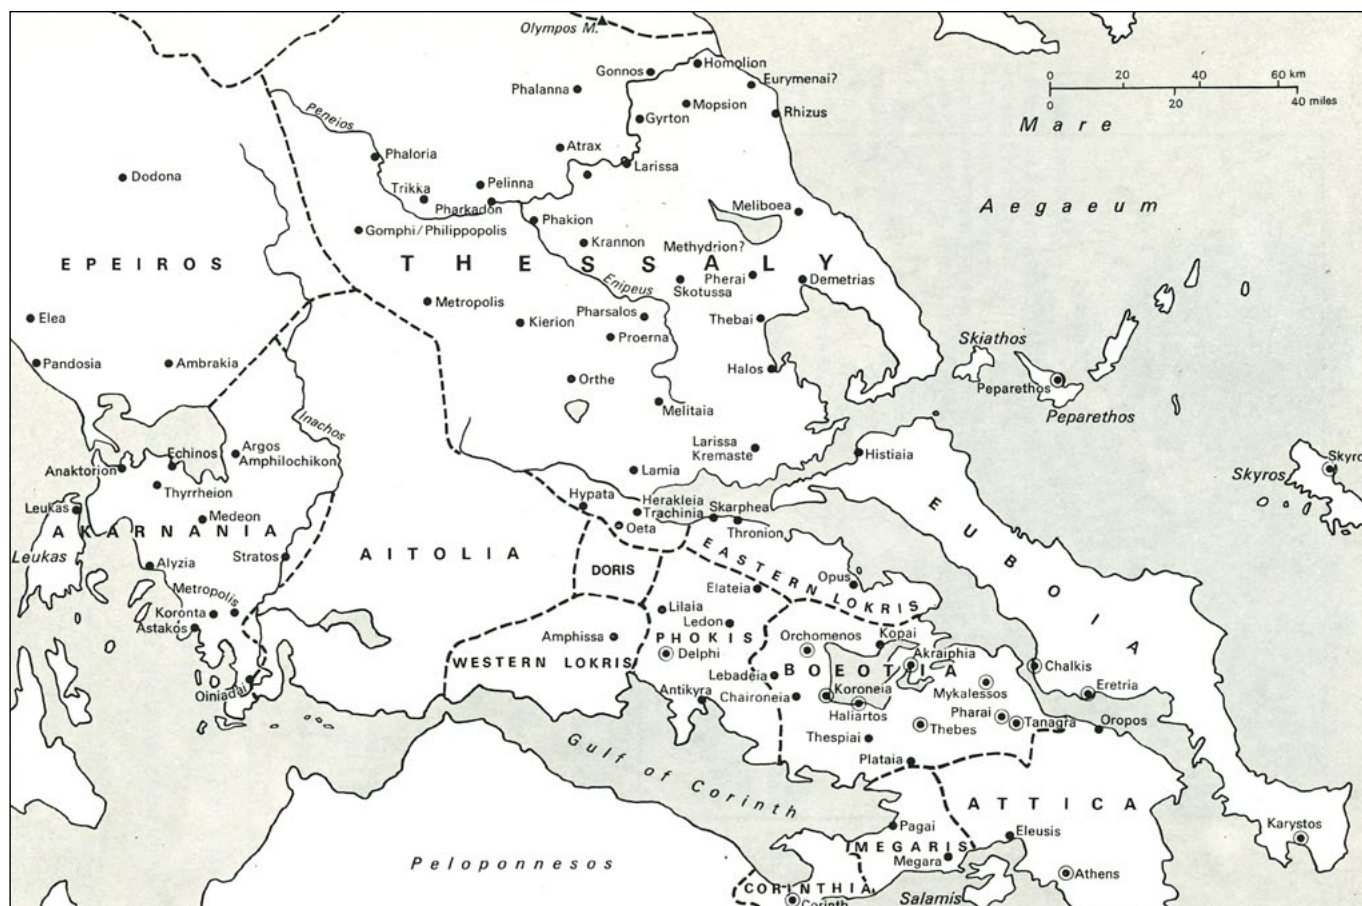 Olympos M.
Homolion
Gonnos
Eurymenai?
0 20 40 60 km
Phalanna
Mopsion
0 20 40 miles
Peneios
Gyrton
Rhizus
Mare
Phaloria
Atrax
Larissa
Dodona
Trikka
Pelinna
Pharkadon
Meliboea
Aegaeum
Phakion
Gomphi/Philippopolis
Krannon
Methydrion?
EPEIROS
THESSALY
Enipeus
Pherai
Demetrias
Skotussa
Metropolis
Elea
Kierion
Pharsalos
Thebai
Proerna
Skiathos
Pandosia
Ambrakia
Orthe
Halos
Peparethos
Melitaia
Peparethos
Inachos
Argos
Amphilochikon
Echinos
Larissa
Kremaste
Histiaia
Anaktorion
Lamia
Skyro
Skyros
Thyrrheion
Hypata
Herakleia
Trachinia
Skarphea
Leukas
Medeon
Oeta
Thronion
EUBOIA
AKARNANIA
Leukas
Stratos
AITOLIA
EASTERN LOKRIS
Alyzia
DORIS
Opus
Metropolis
Elateia
Koronta
Lilaia
Astakos
Ledon
Amphissa
PHOKIS
Orchomenos
Kopai
Delphi
Akraiphia
Chalkis
WESTERN LOKRIS
Lebadeia
BOEOTIA
Oiniadai
Antikyra
Chaironeia
Koroneia
Mykalessos
Eretria
Haliartos
Pharai
Thebes
Tanagra
Oropos
Thespiai
Gulf of Corinth
Plataia
ATTICA
Pagai
Eleusis
Karystos
MEGARIS
Megara
Peloponnesos
Athens
CORINTHIA
Salamis
Corinth